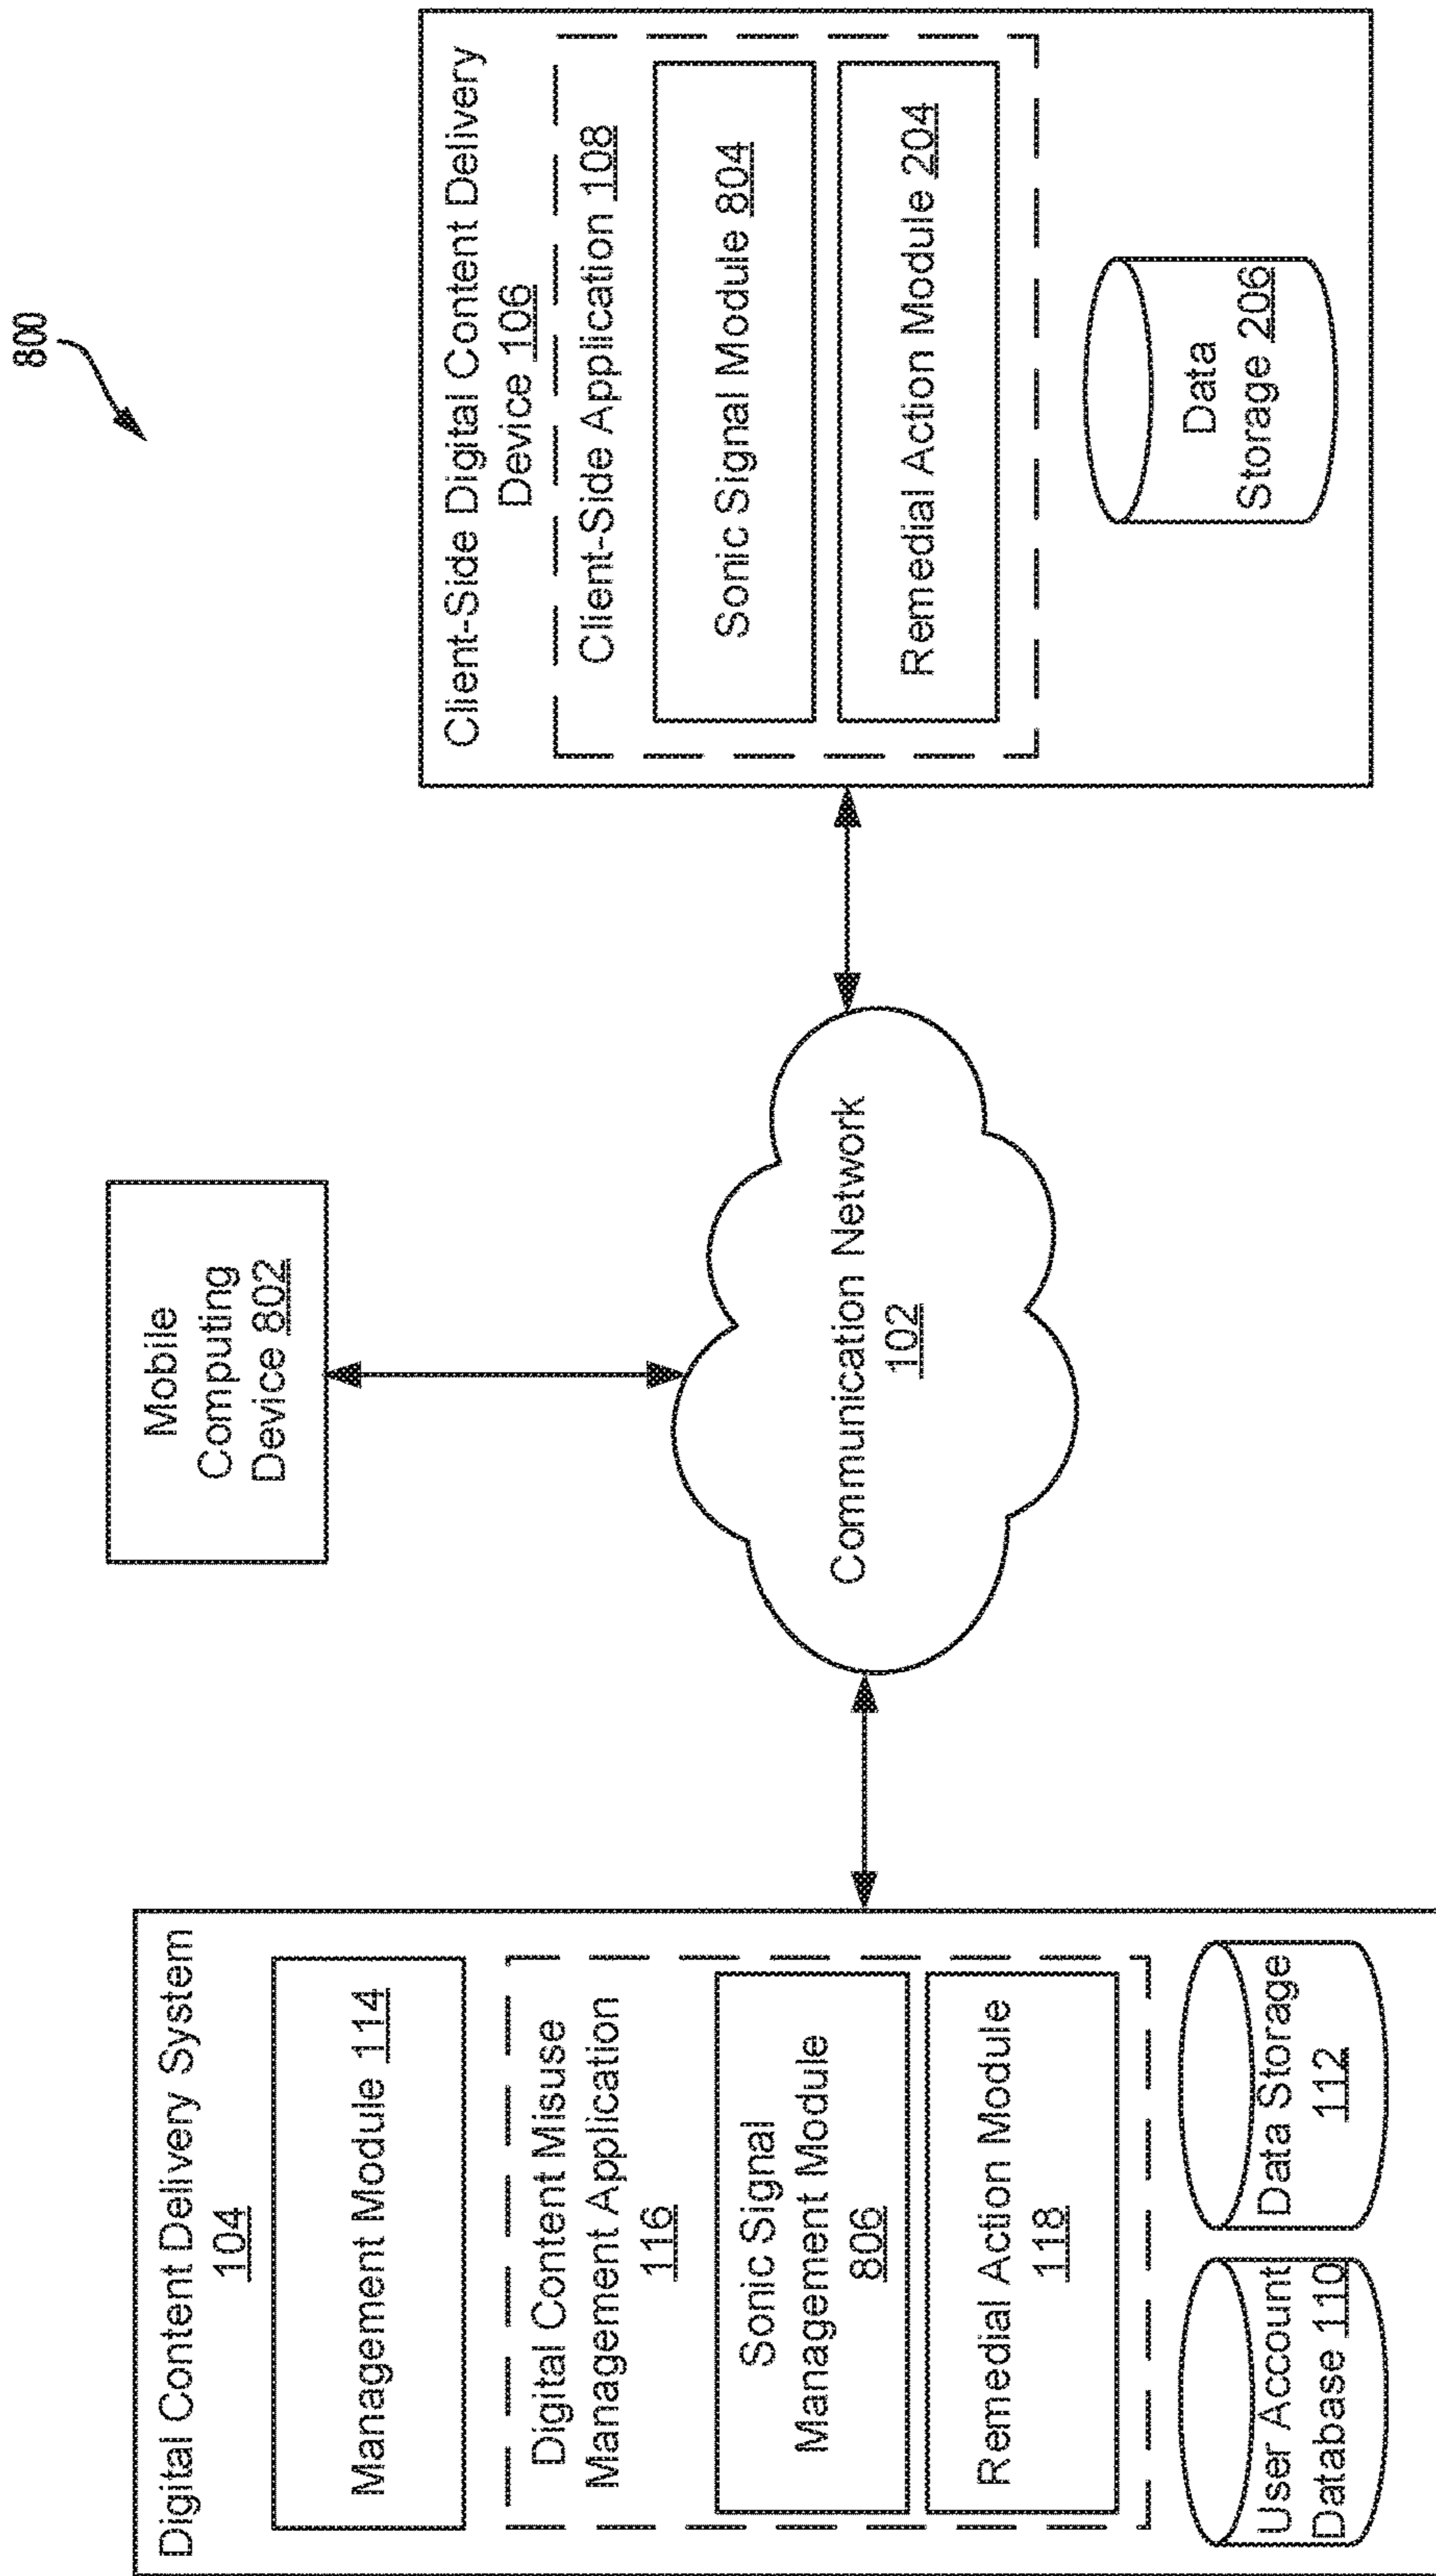 800
Digital Content Delivery System
104
Management Module 114
Digital Content Misuse
Management Application
116
Sonic Signal
Management Module
806
Remedial Action Module
118
User Account
Database 110
Data Storage
112
Mobile
Computing
Device 802
Communication Network
102
Client-Side Digital Content Delivery
Device 106
Client-Side Application 108
Sonic Signal Module 804
Remedial Action Module 204
Data
Storage 206